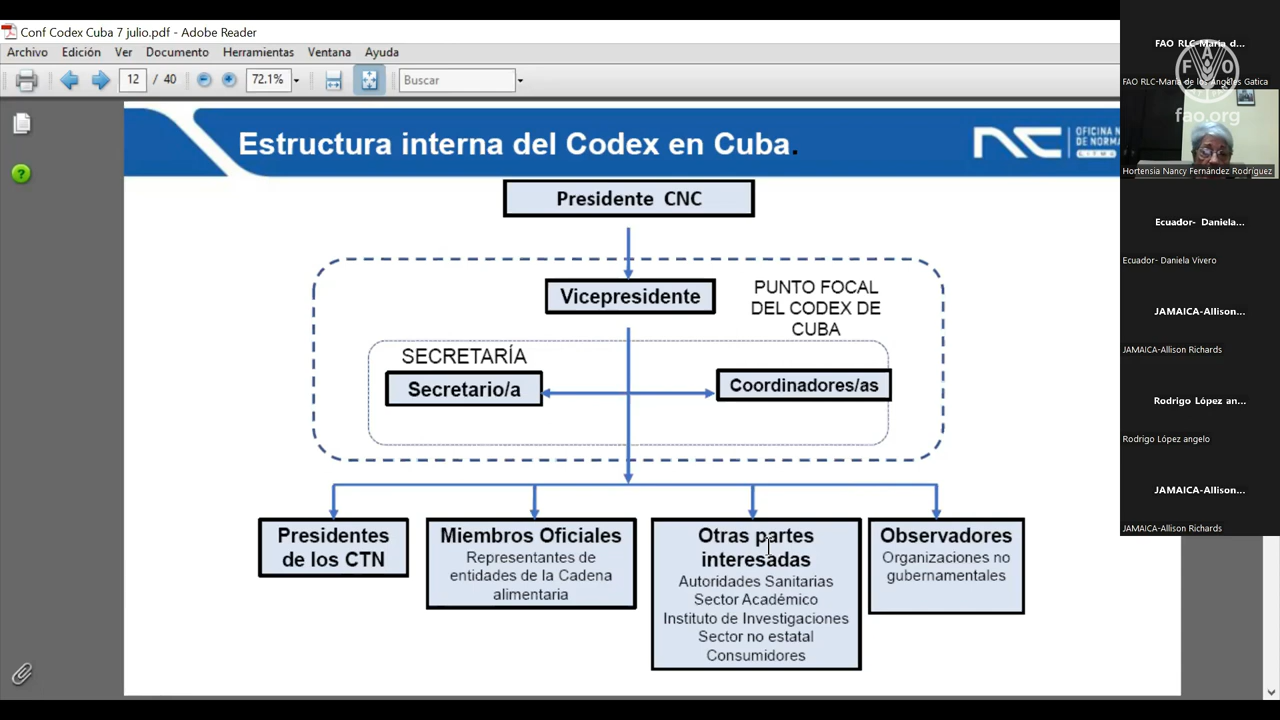 Conf Codex Cuba 7 julio.pdf - Adobe Reader
Archivo Edición Ver Documento Herramientas Ventana Ayuda
12 / 40 72.1% Buscar
Estructura interna del Codex en Cuba.
NC OFICINA N
DE NORMA
CITMA
Presidente CNC
Vicepresidente
PUNTO FOCAL
DEL CODEX DE
CUBA
SECRETARÍA
Secretario/a
Coordinadores/as
Presidentes
de los CTN
Miembros Oficiales
Representantes de
entidades de la Cadena
alimentaria
Otras partes
interesadas
Autoridades Sanitarias
Sector Académico
Instituto de Investigaciones
Sector no estatal
Consumidores
Observadores
Organizaciones no
gubernamentales
FAO RLC-María d...
FAO RLC-María de los Ángeles Gatica
FAO
fao.org
Hortensia Nancy Fernández Rodríguez
Ecuador- Daniela...
Ecuador- Daniela Vivero
JAMAICA-Allison...
JAMAICA-Allison Richards
Rodrigo López an...
Rodrigo López angelo
JAMAICA-Allison...
JAMAICA-Allison Richards